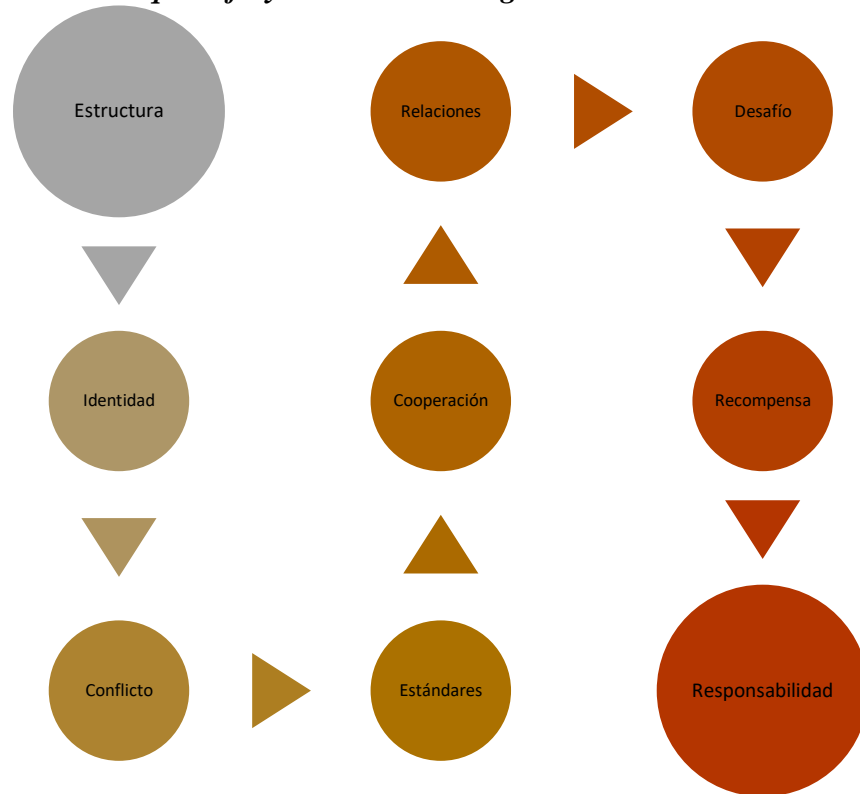 Estructura
Identidad
Conflicto
Estándares
Cooperación
Relaciones
Desafío
Recompensa
Responsabilidad